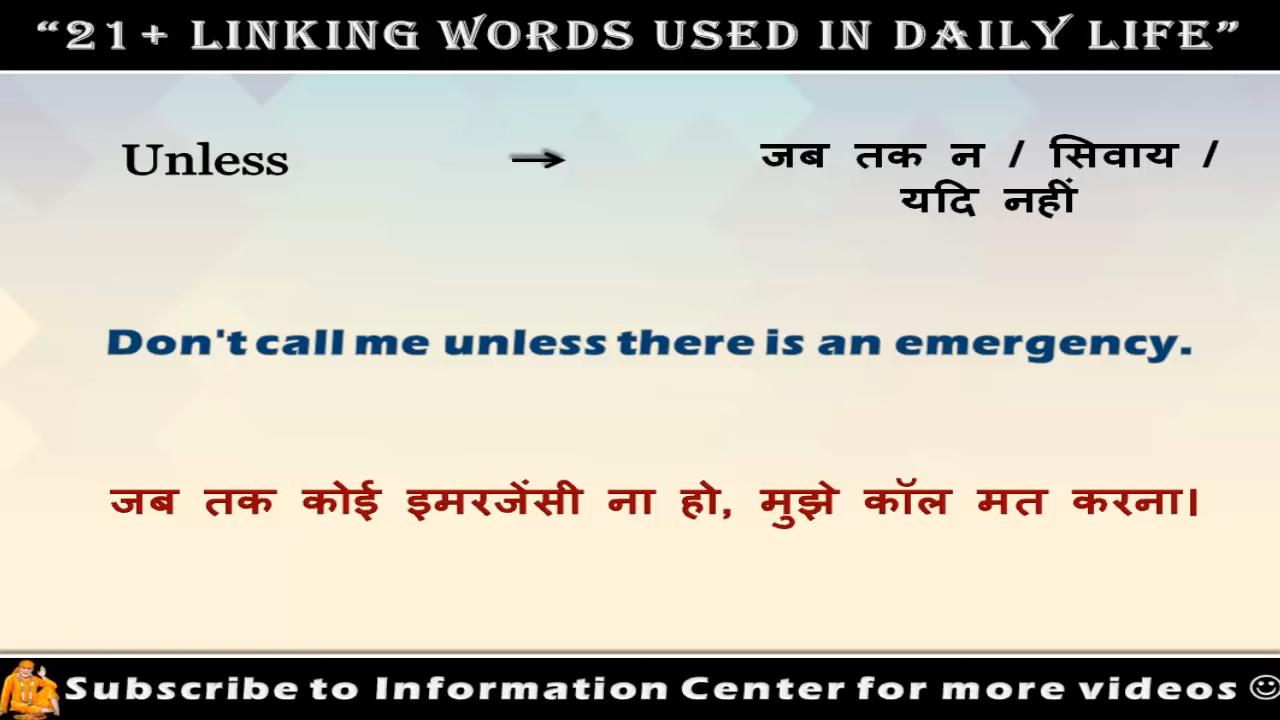 “21+ LINKING WORDS USED IN DAILY LIFE”
Unless → जब तक न / सिवाय /
यदि नहीं
Don't call me unless there is an emergency.
जब तक कोई इमरजेंसी ना हो, मुझे कॉल मत करना।
Subscribe to Information Center for more videos ☺